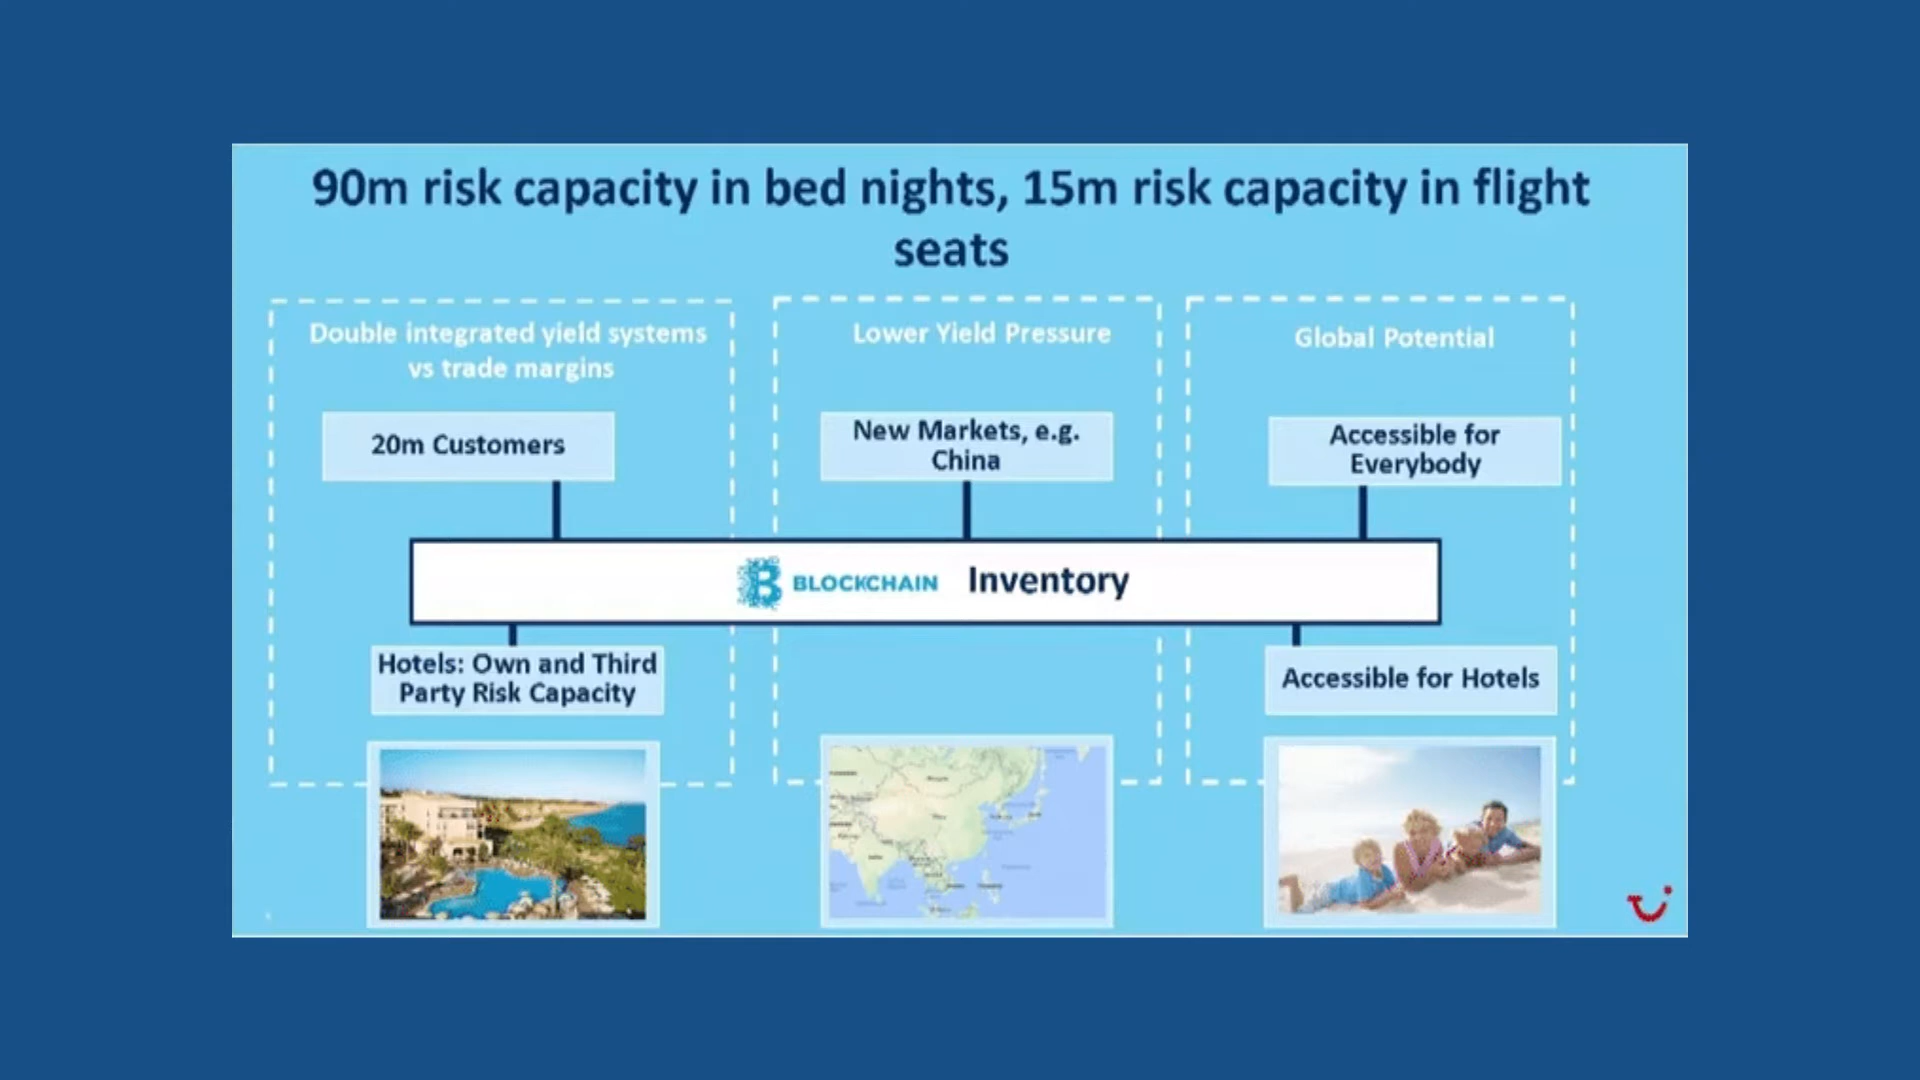 90m risk capacity in bed nights, 15m risk capacity in flight
seats
Double integrated yield systems
vs trade margins
Lower Yield Pressure
Global Potential
20m Customers
New Markets, e.g.
China
Accessible for
Everybody
BLOCKCHAIN Inventory
Hotels: Own and Third
Party Risk Capacity
Accessible for Hotels